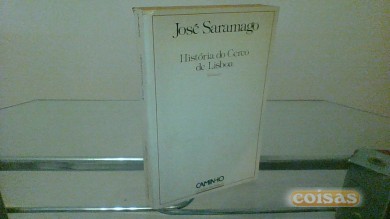 José Saramago
História do Cerco
de Lisboa
CAMINHO
coisas